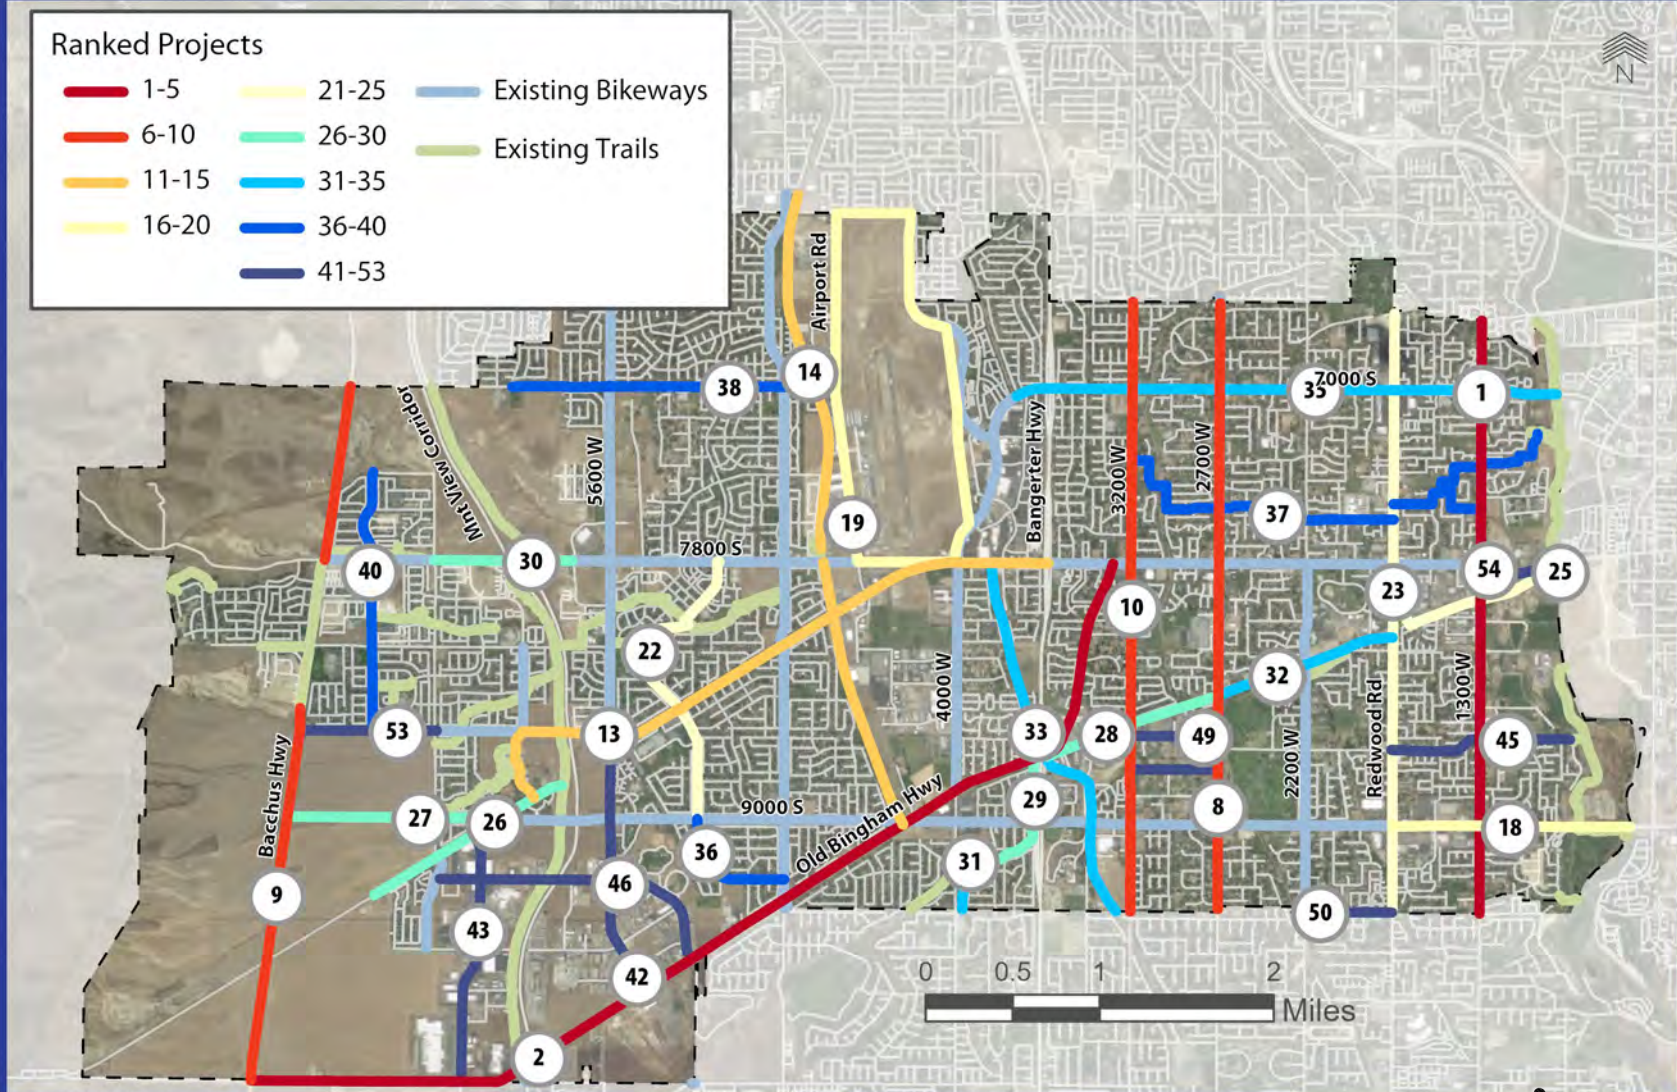 Ranked Projects
1-5
6-10
11-15
16-20
21-25
26-30
31-35
36-40
41-53
Existing Bikeways
Existing Trails
N
Airport Rd
14
38
35
7000 S
1
Mnt View Corridor
5600 W
Bangerter Hwy
3200 W
2700 W
19
37
7800 S
30
40
54
25
23
10
22
4000 W
32
Redwood Rd
1300 W
2200 W
53
13
33
28
49
45
Bacchus Hwy
27
26
9000 S
Old Bingham Hwy
29
8
18
36
31
9
46
50
43
42
2
0
0.5
1
2
Miles